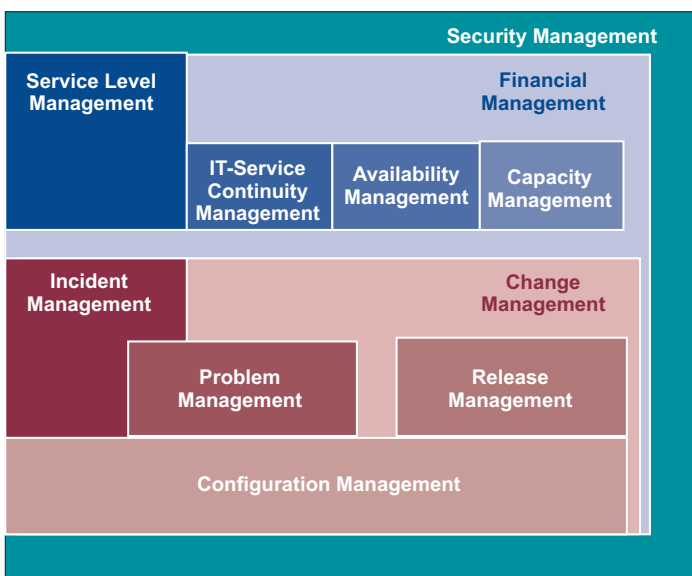 Security Management
Service Level
Management
Financial
Management
IT-Service
Continuity
Management
Availability
Management
Capacity
Management
Incident
Management
Change
Management
Problem
Management
Release
Management
Configuration Management